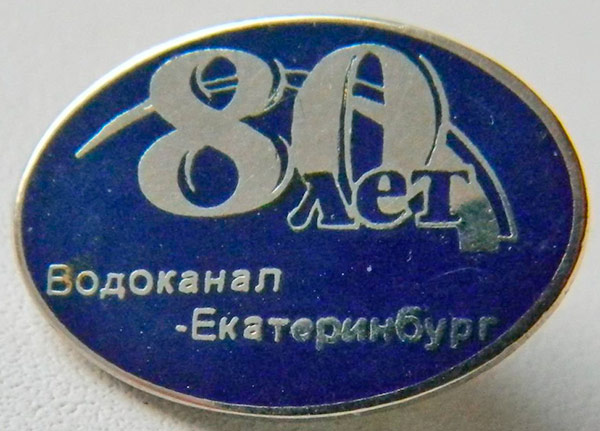 80
лет
Водоканал
-Екатеринбург